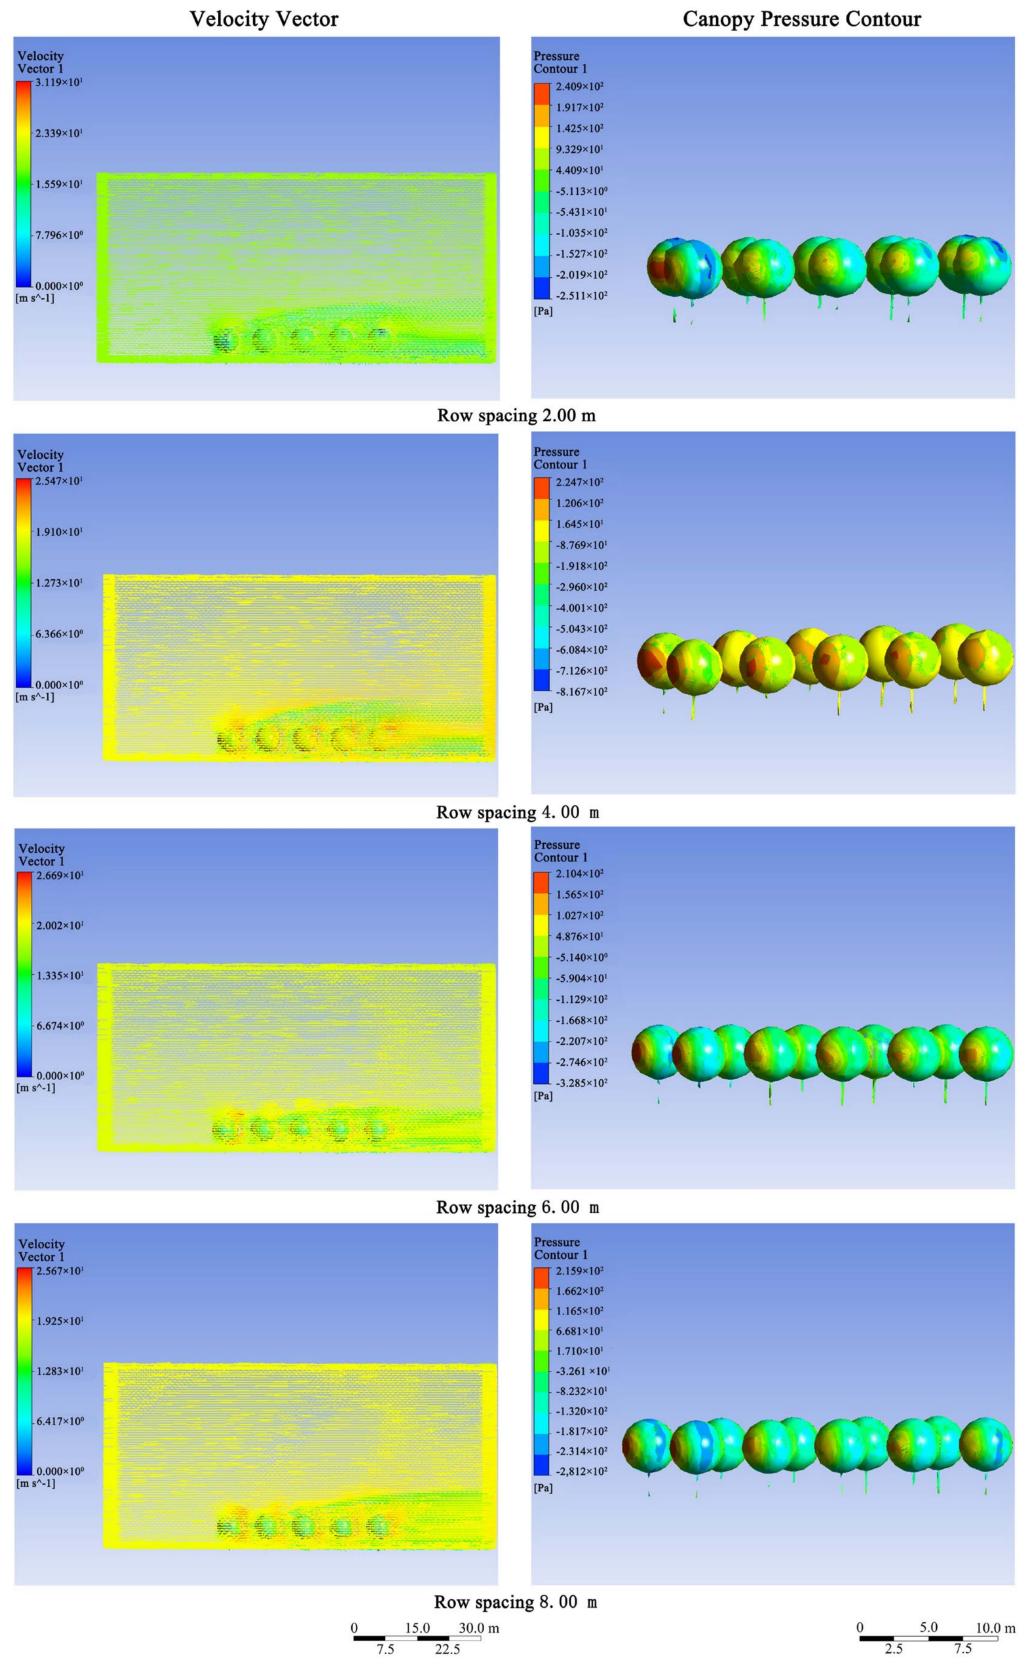 Velocity Vector
Canopy Pressure Contour
Velocity
Vector 1
3.119×10¹
2.339×10¹
1.559×10¹
7.796×10⁰
0.000×10⁰
[m s^-1]
Pressure
Contour 1
2.409×10²
1.917×10²
1.425×10²
9.329×10¹
4.409×10¹
-5.113×10⁰
-5.431×10¹
-1.035×10²
-1.527×10²
-2.019×10²
-2.511×10²
[Pa]
Row spacing 2.00 m
Velocity
Vector 1
2.547×10¹
1.910×10¹
1.273×10¹
6.366×10⁰
0.000×10⁰
[m s^-1]
Pressure
Contour 1
2.247×10²
1.206×10²
1.645×10¹
-8.769×10¹
-1.918×10²
-2.960×10²
-4.001×10²
-5.043×10²
-6.084×10²
-7.126×10²
-8.167×10²
[Pa]
Row spacing 4.00 m
Velocity
Vector 1
2.669×10¹
2.002×10¹
1.335×10¹
6.674×10⁰
0.000×10⁰
[m s^-1]
Pressure
Contour 1
2.104×10²
1.565×10²
1.027×10²
4.876×10¹
-5.140×10⁰
-5.904×10¹
-1.129×10²
-1.668×10²
-2.207×10²
-2.746×10²
-3.285×10²
[Pa]
Row spacing 6.00 m
Velocity
Vector 1
2.567×10¹
1.925×10¹
1.283×10¹
6.417×10⁰
0.000×10⁰
[m s^-1]
Pressure
Contour 1
2.159×10²
1.662×10²
1.165×10²
6.681×10¹
1.710×10¹
-3.261 ×10¹
-8.232×10¹
-1.320×10²
-1.817×10²
-2.314×10²
-2,812×10²
[Pa]
Row spacing 8.00 m
0 15.0 30.0 m
7.5 22.5
0 5.0 10.0 m
2.5 7.5